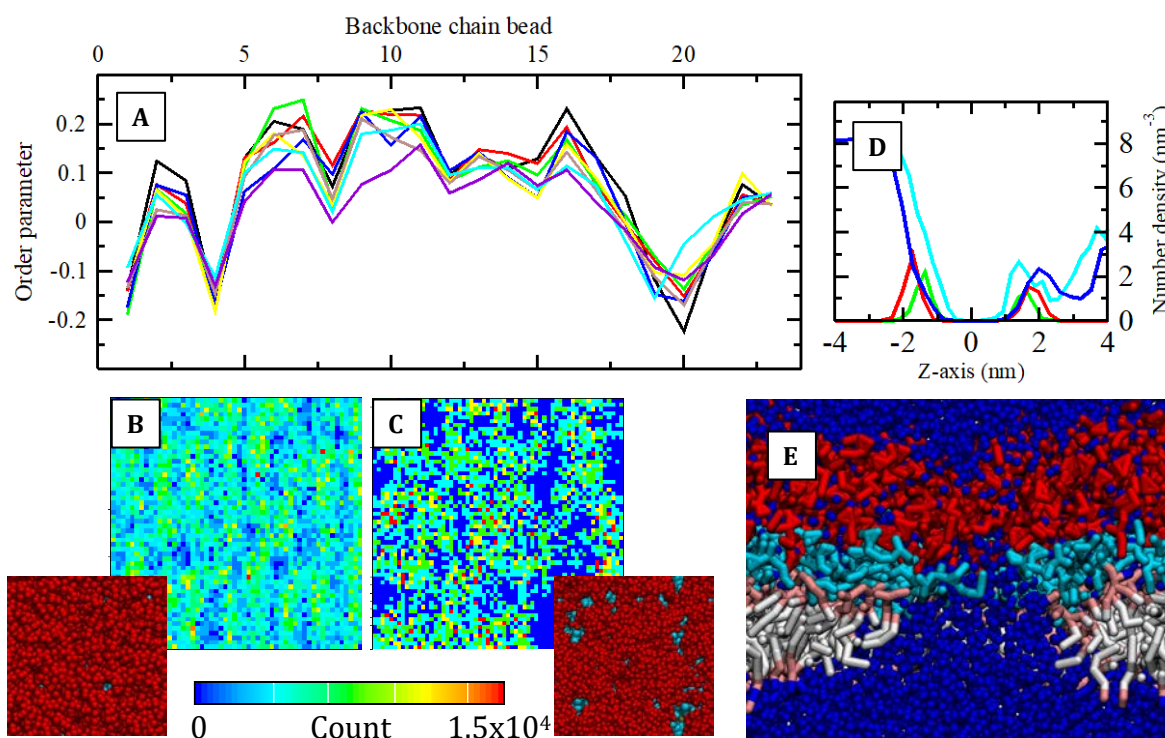 Backbone chain bead
0 5 10 15 20
A
Order parameter
0.2
0.1
0
-0.1
-0.2
D
Number density (nm⁻³)
8
6
4
2
0
-4 -2 0 2 4
Z-axis (nm)
B
C
E
0 Count 1.5x10⁴